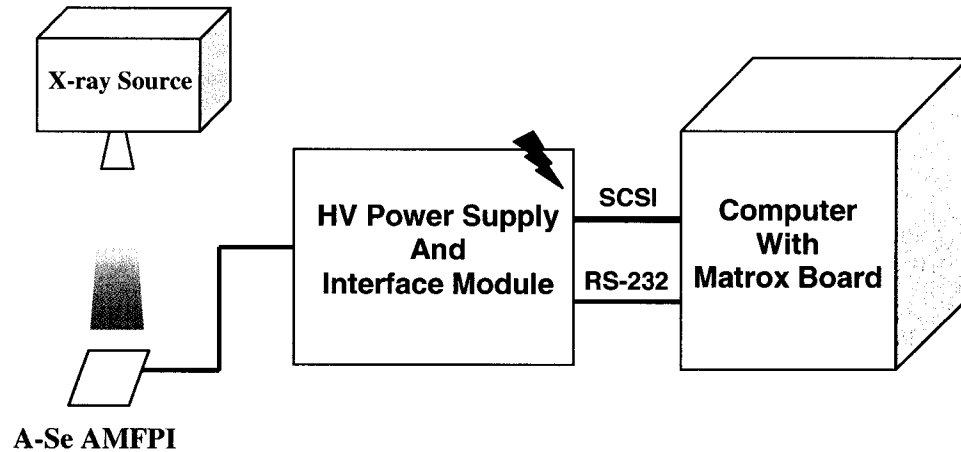 X-ray Source
HV Power Supply
And
Interface Module
SCSI
RS-232
Computer
With
Matrox Board
A-Se AMFPI